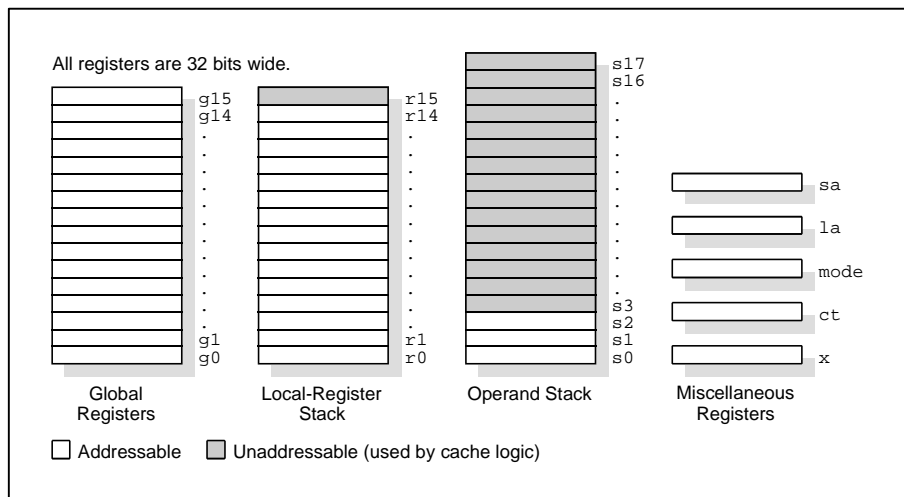 All registers are 32 bits wide.
g15
g14
.
.
.
.
.
.
.
.
.
.
.
.
g1
g0
Global
Registers
r15
r14
.
.
.
.
.
.
.
.
.
.
.
.
r1
r0
Local-Register
Stack
s17
s16
.
.
.
.
.
.
.
.
.
.
.
.
s3
s2
s1
s0
Operand Stack
sa
la
mode
ct
x
Miscellaneous
Registers
Addressable
Unaddressable (used by cache logic)